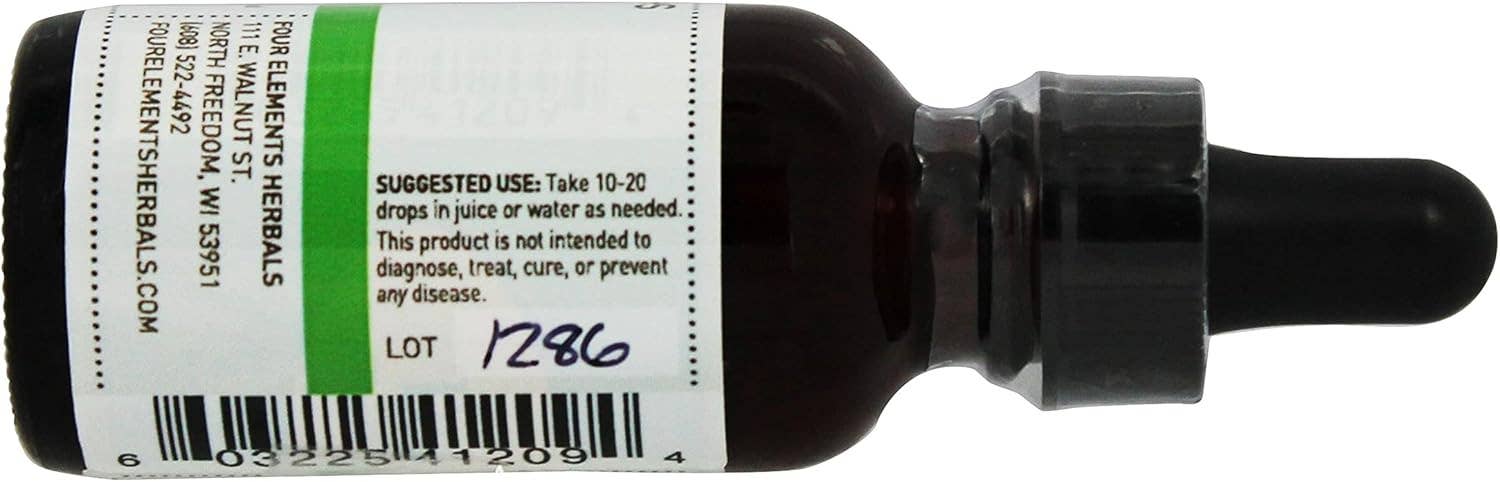 FOUR ELEMENTS HERBALS
111 E. WALNUT ST.
NORTH FREEDOM, WI 53951
(608) 522-4492
FOURELEMENTSHERBALS.COM
SUGGESTED USE: Take 10-20
drops in juice or water as needed.
This product is not intended to
diagnose, treat, cure, or prevent
any disease.
LOT 1286
6 03225 41209 4